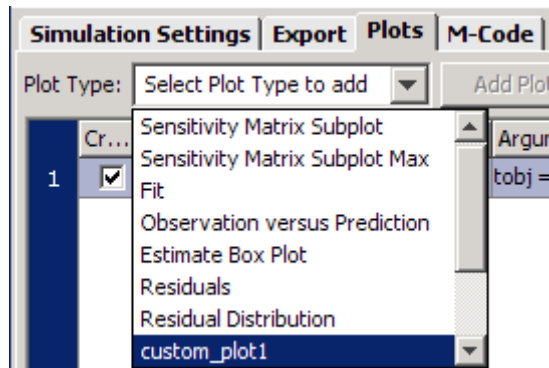 Simulation Settings Export Plots M-Code
Plot Type: Select Plot Type to add Add Plot
Cr... Argu
1 tobj =
Sensitivity Matrix Subplot
Sensitivity Matrix Subplot Max
Fit
Observation versus Prediction
Estimate Box Plot
Residuals
Residual Distribution
custom_plot1